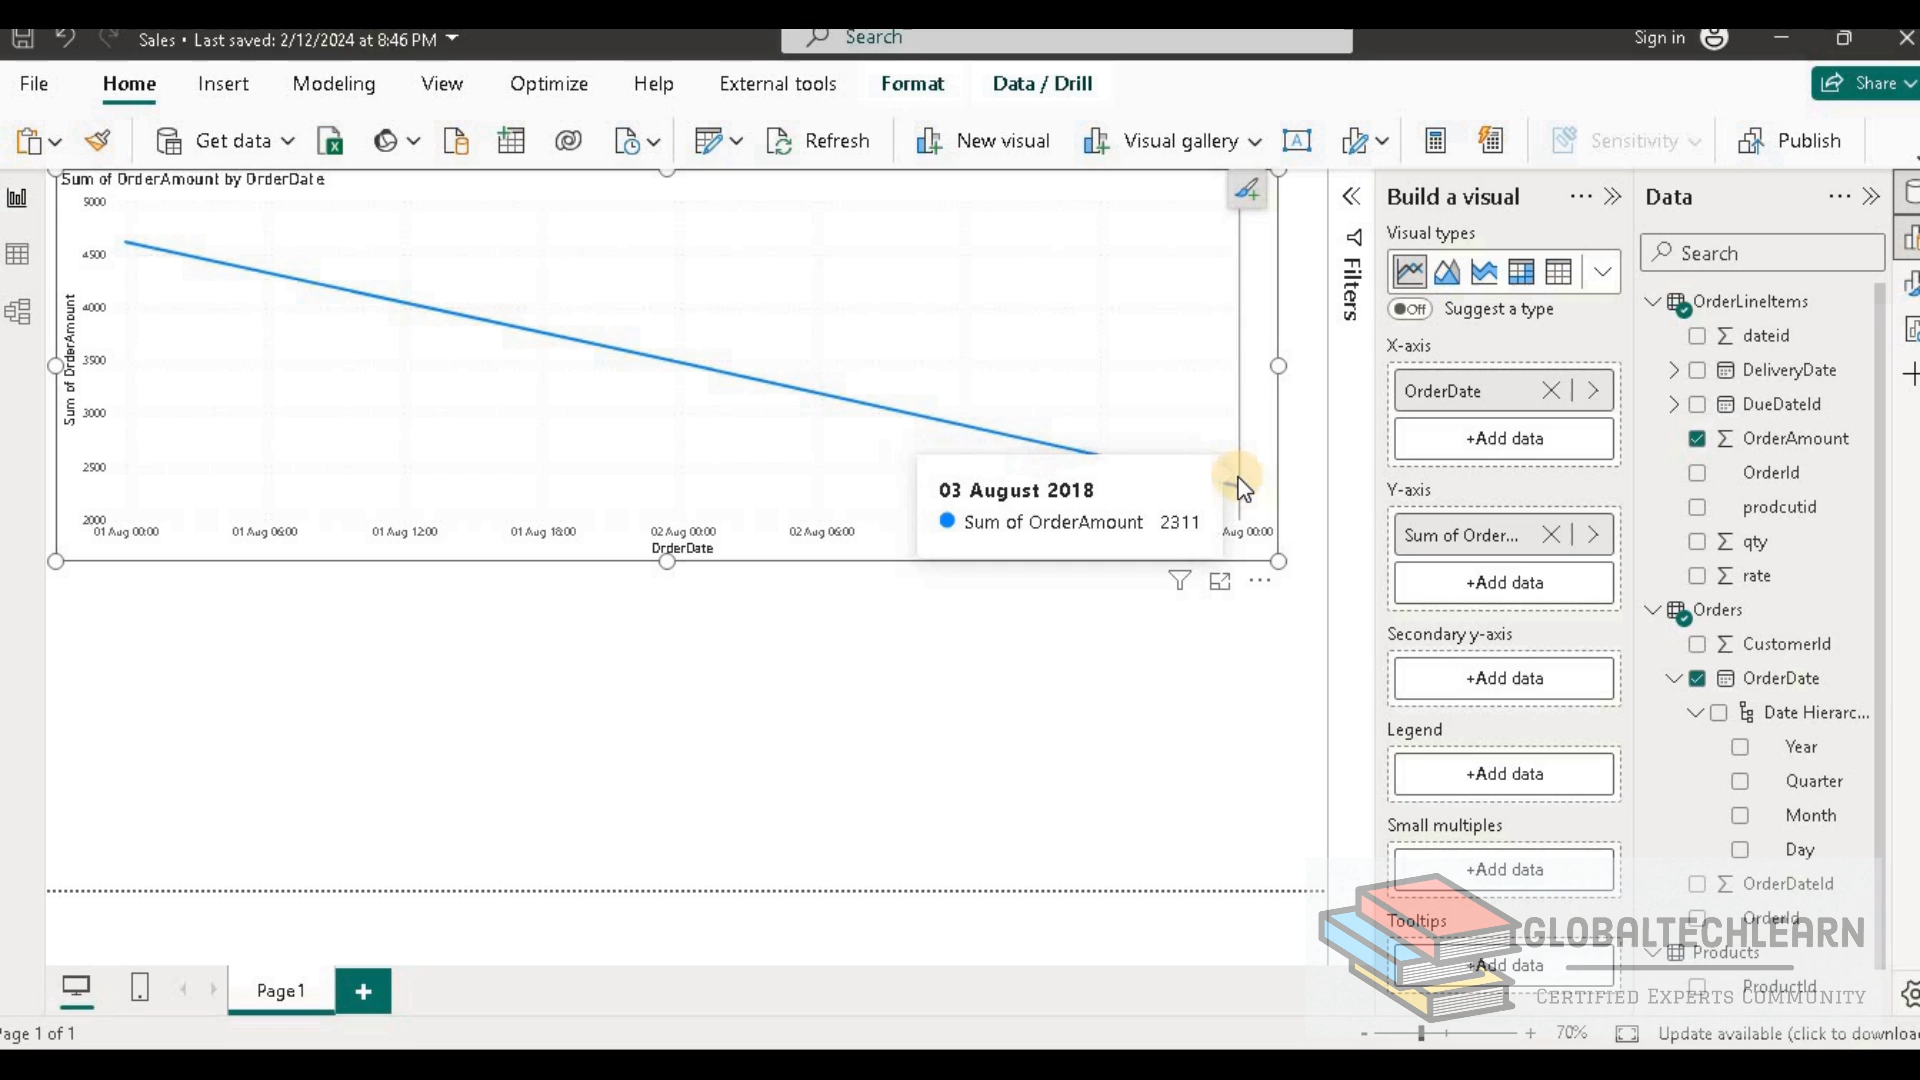 Sales • Last saved: 2/12/2024 at 8:46 PM
Search
Sign in
File
Home
Insert
Modeling
View
Optimize
Help
External tools
Format
Data / Drill
Share
Get data
Refresh
New visual
Visual gallery
Sensitivity
Publish
Sum of OrderAmount by OrderDate
5000
4500
4000
3500
3000
2500
2000
Sum of OrderAmount
01 Aug 00:00
01 Aug 06:00
01 Aug 12:00
01 Aug 18:00
02 Aug 00:00
02 Aug 06:00
Aug 00:00
OrderDate
03 August 2018
Sum of OrderAmount 2311
Filters
Build a visual
Visual types
Off
Suggest a type
X-axis
OrderDate
+Add data
Y-axis
Sum of Order...
+Add data
Secondary y-axis
+Add data
Legend
+Add data
Small multiples
+Add data
Tooltips
+Add data
Data
Search
OrderLineItems
dateid
DeliveryDate
DueDateId
OrderAmount
OrderId
prodcutid
qty
rate
Orders
CustomerId
OrderDate
Date Hierarc...
Year
Quarter
Month
Day
OrderDateId
OrderId
Products
ProductId
GLOBALTECHLEARN
CERTIFIED EXPERTS COMMUNITY
Page1
Page 1 of 1
70%
Update available (click to download